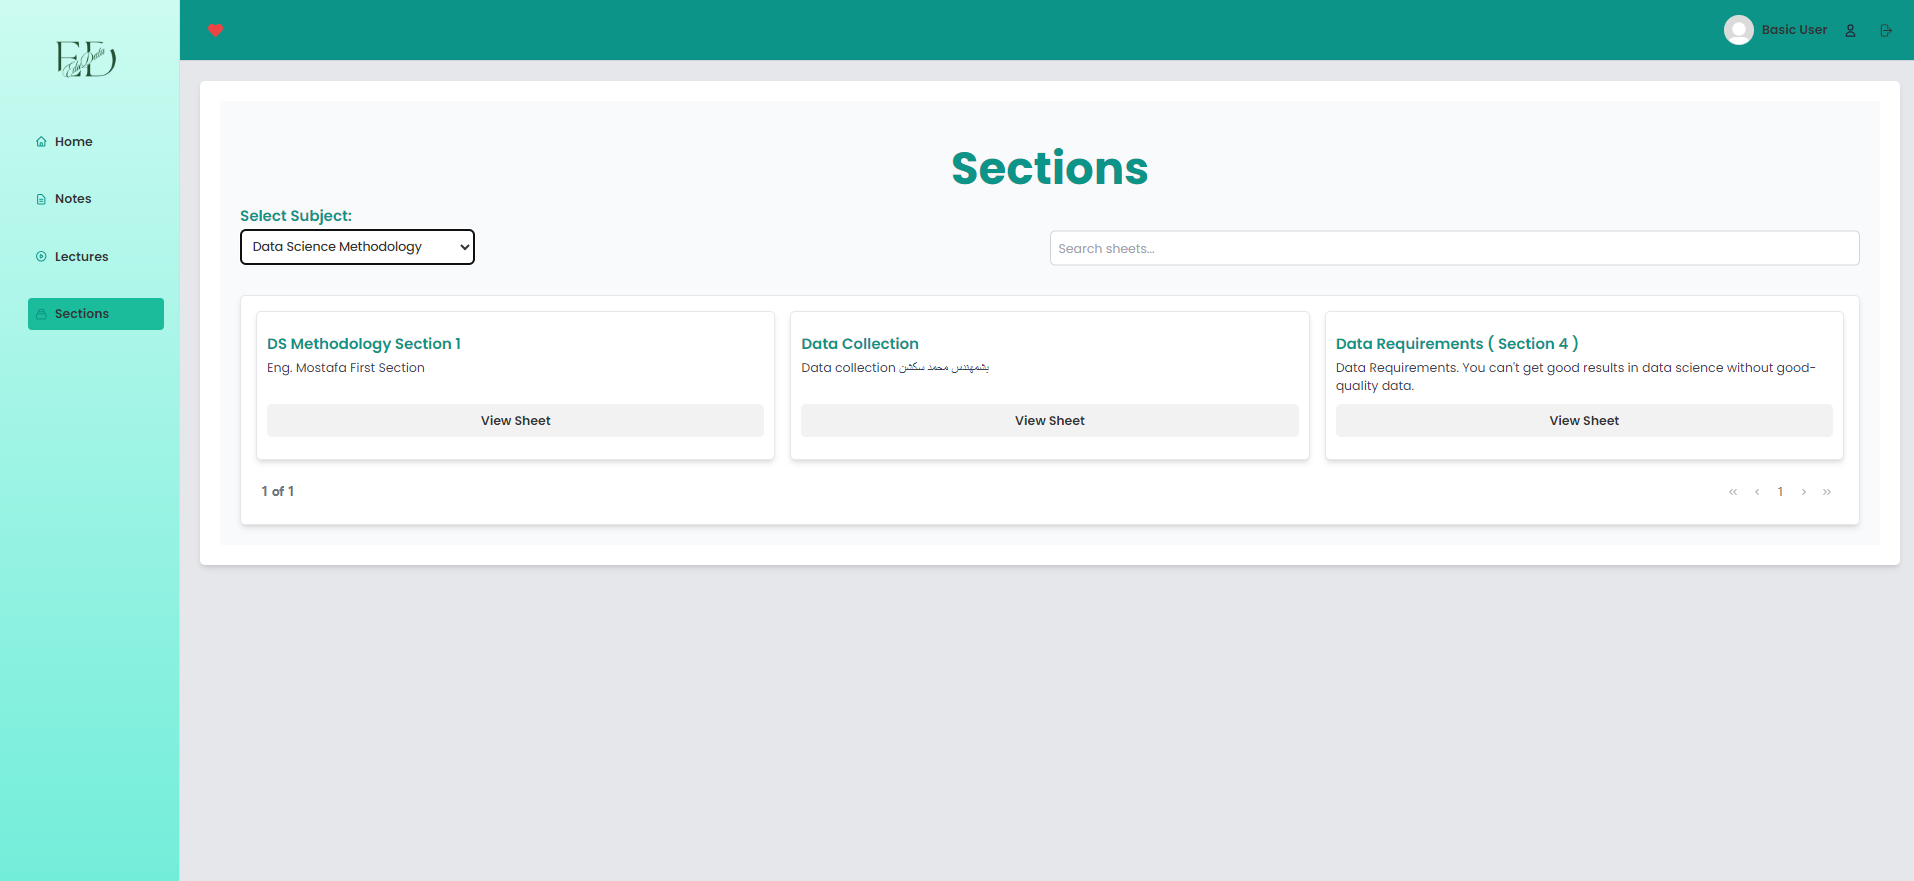 ED
Edu Data
Basic User
Home
Notes
Lectures
Sections
Sections
Select Subject:
Data Science Methodology
Search sheets...
DS Methodology Section 1
Eng. Mostafa First Section
View Sheet
Data Collection
Data collection بشمهندس محمد سكشن
View Sheet
Data Requirements ( Section 4 )
Data Requirements. You can't get good results in data science without good-
quality data.
View Sheet
1 of 1
« ‹ 1 › »